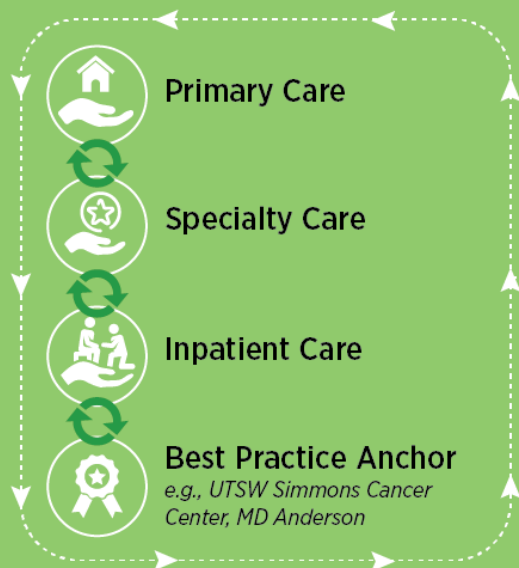 Primary Care
Specialty Care
Inpatient Care
Best Practice Anchor
e.g., UTSW Simmons Cancer
Center, MD Anderson